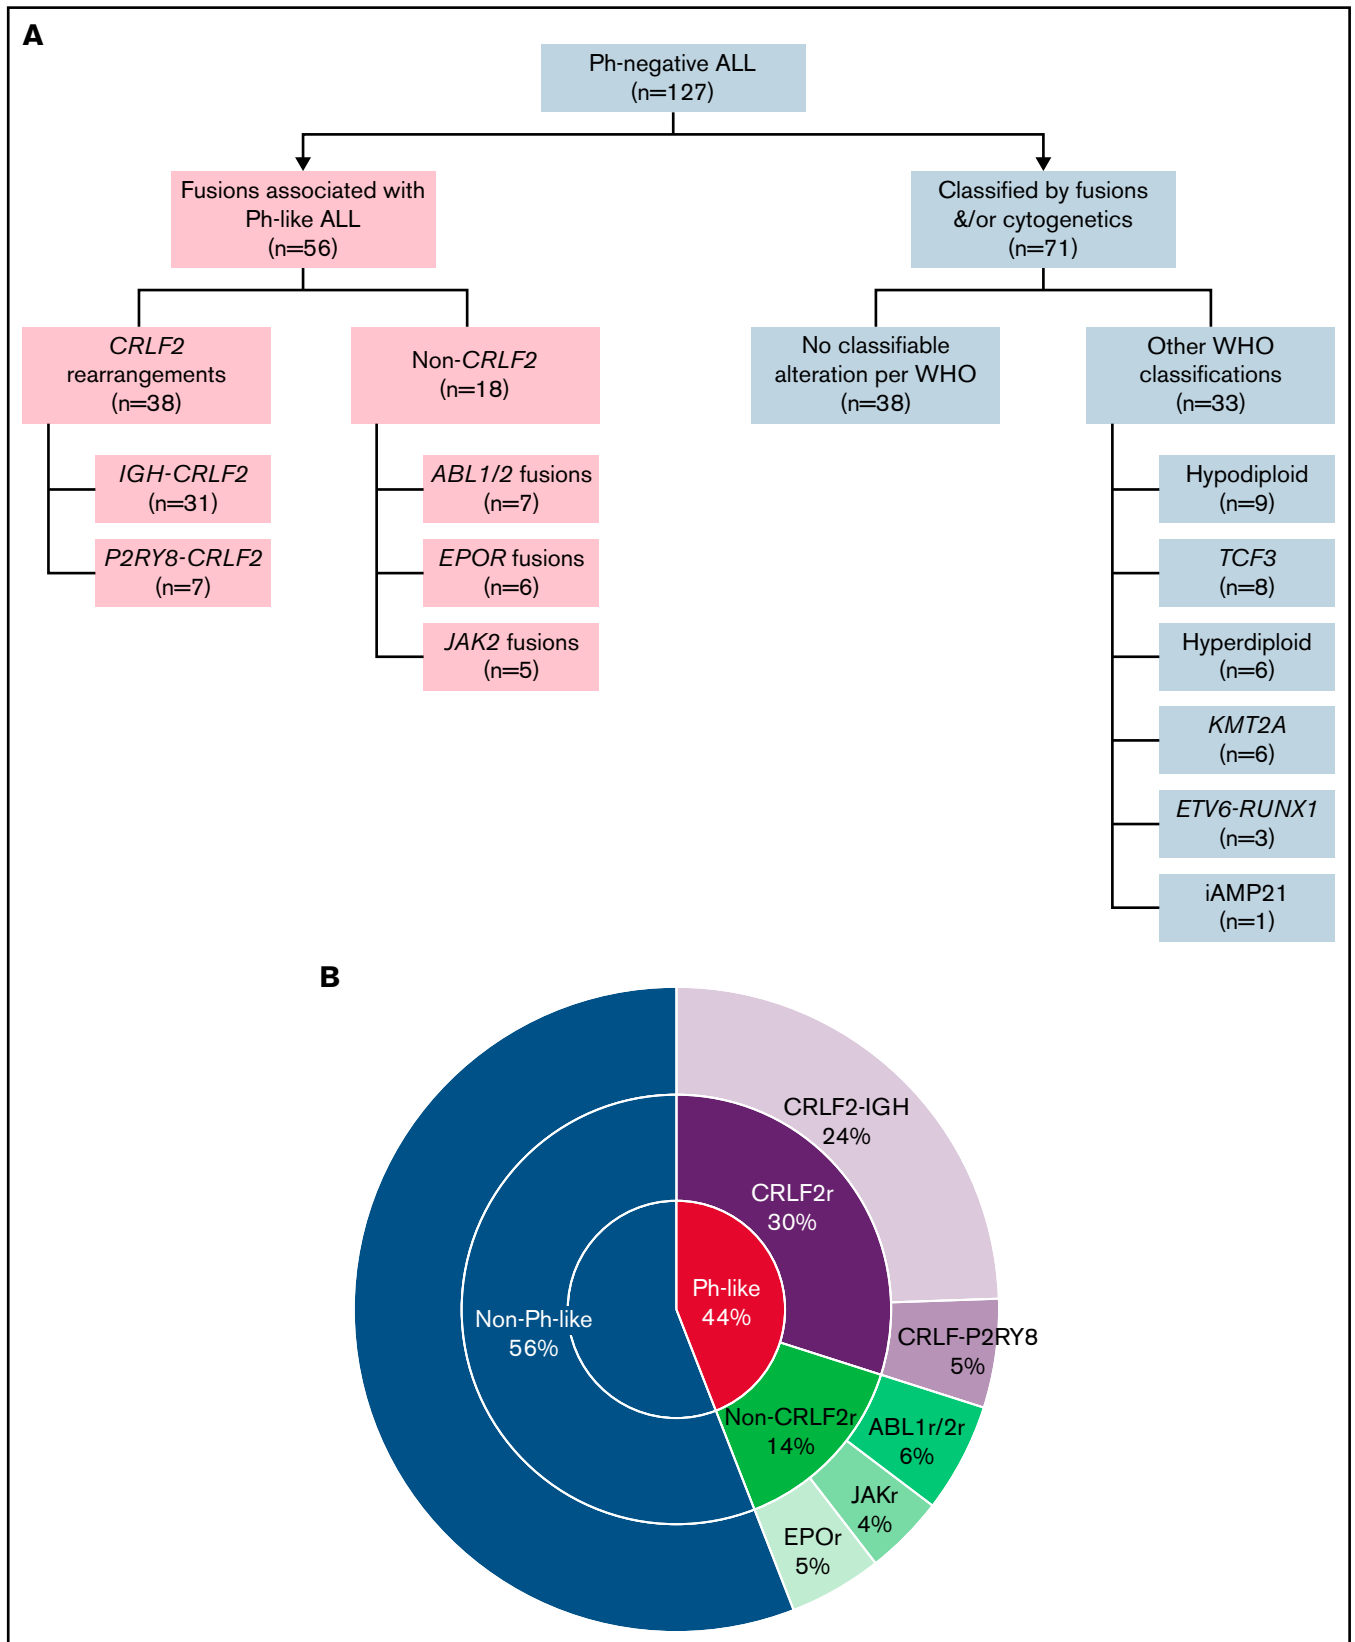 A
Ph-negative ALL
(n=127)
Fusions associated with
Ph-like ALL
(n=56)
Classified by fusions
&/or cytogenetics
(n=71)
CRLF2
rearrangements
(n=38)
Non-CRLF2
(n=18)
No classifiable
alteration per WHO
(n=38)
Other WHO
classifications
(n=33)
IGH-CRLF2
(n=31)
P2RY8-CRLF2
(n=7)
ABL1/2 fusions
(n=7)
EPOR fusions
(n=6)
JAK2 fusions
(n=5)
Hypodiploid
(n=9)
TCF3
(n=8)
Hyperdiploid
(n=6)
KMT2A
(n=6)
ETV6-RUNX1
(n=3)
iAMP21
(n=1)
B
CRLF2-IGH
24%
CRLF2r
30%
Ph-like
44%
Non-Ph-like
56%
CRLF-P2RY8
5%
Non-CRLF2r
14%
ABL1r/2r
6%
JAKr
4%
EPOr
5%